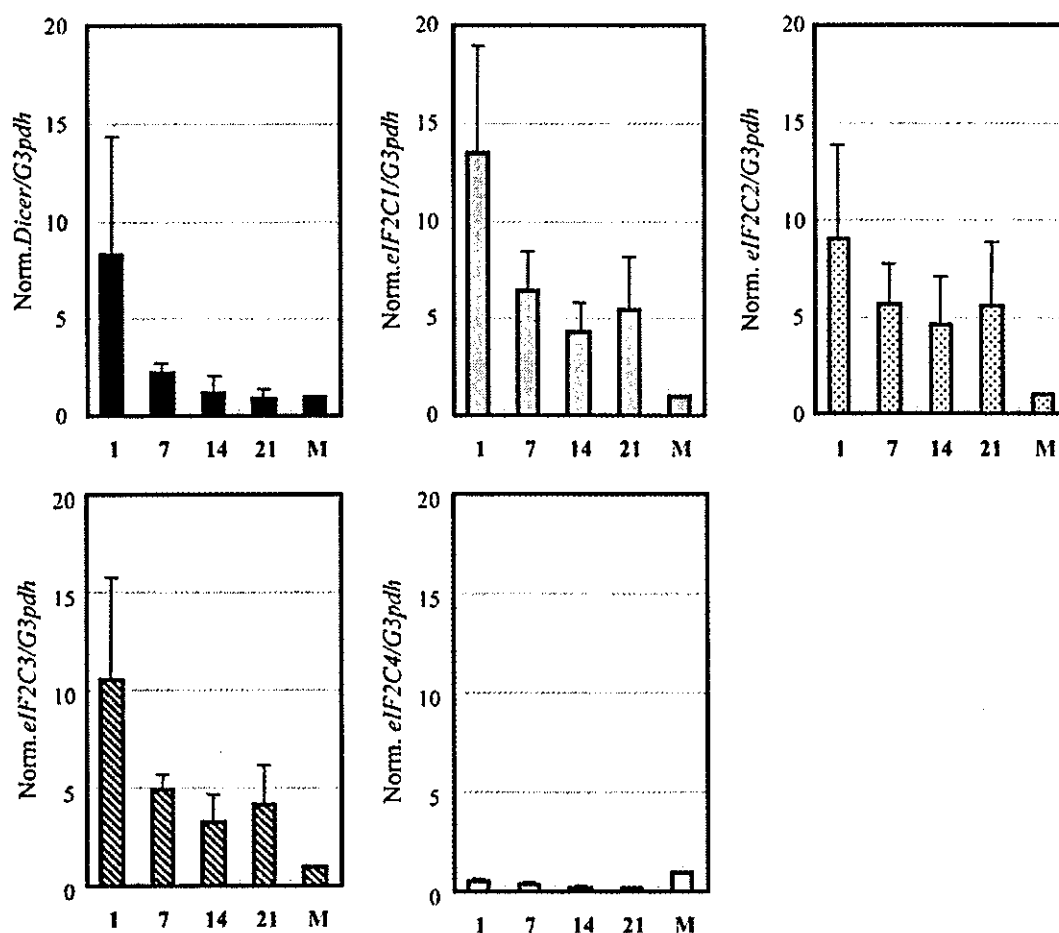 Norm.Dicer/G3pdh
20
15
10
5
0
1 7 14 21 M
Norm.eIF2C1/G3pdh
20
15
10
5
0
1 7 14 21 M
Norm. eIF2C2/G3pdh
20
15
10
5
0
1 7 14 21 M
Norm.eIF2C3/G3pdh
20
15
10
5
0
1 7 14 21 M
Norm. eIF2C4/G3pdh
20
15
10
5
0
1 7 14 21 M